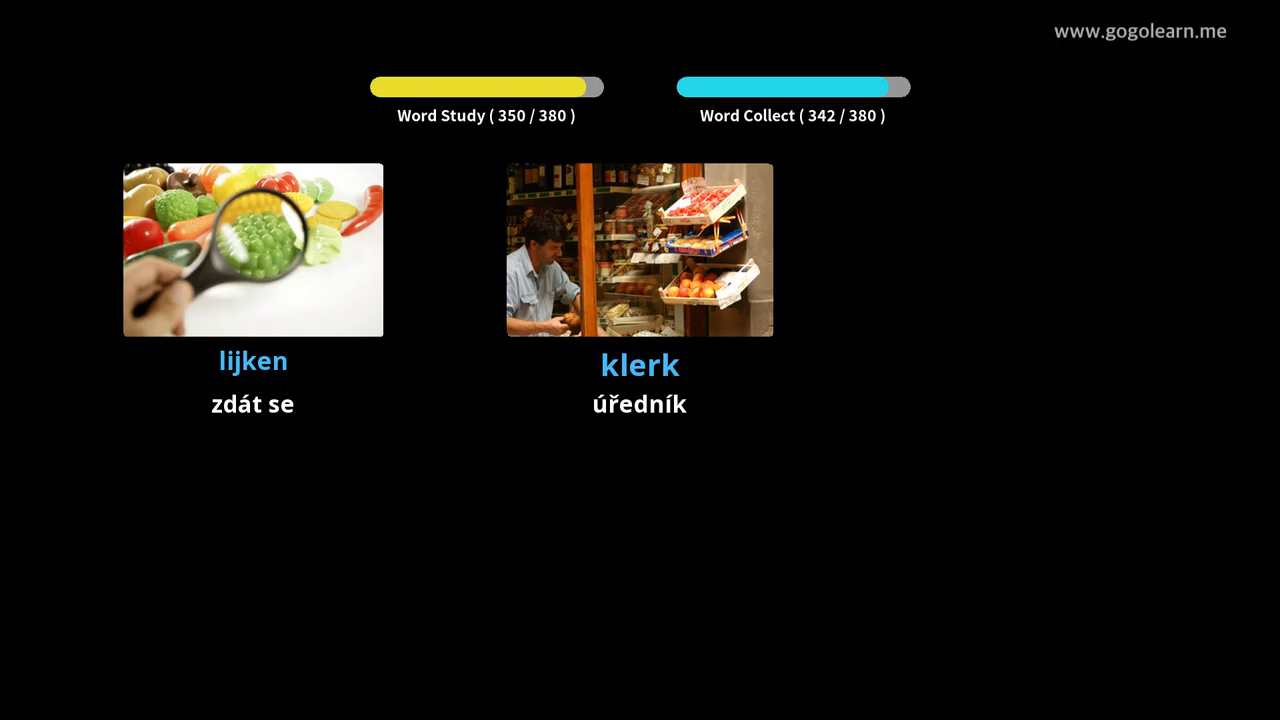 www.gogolearn.me
Word Study ( 350 / 380 )
Word Collect ( 342 / 380 )
lijken
zdát se
klerk
úředník